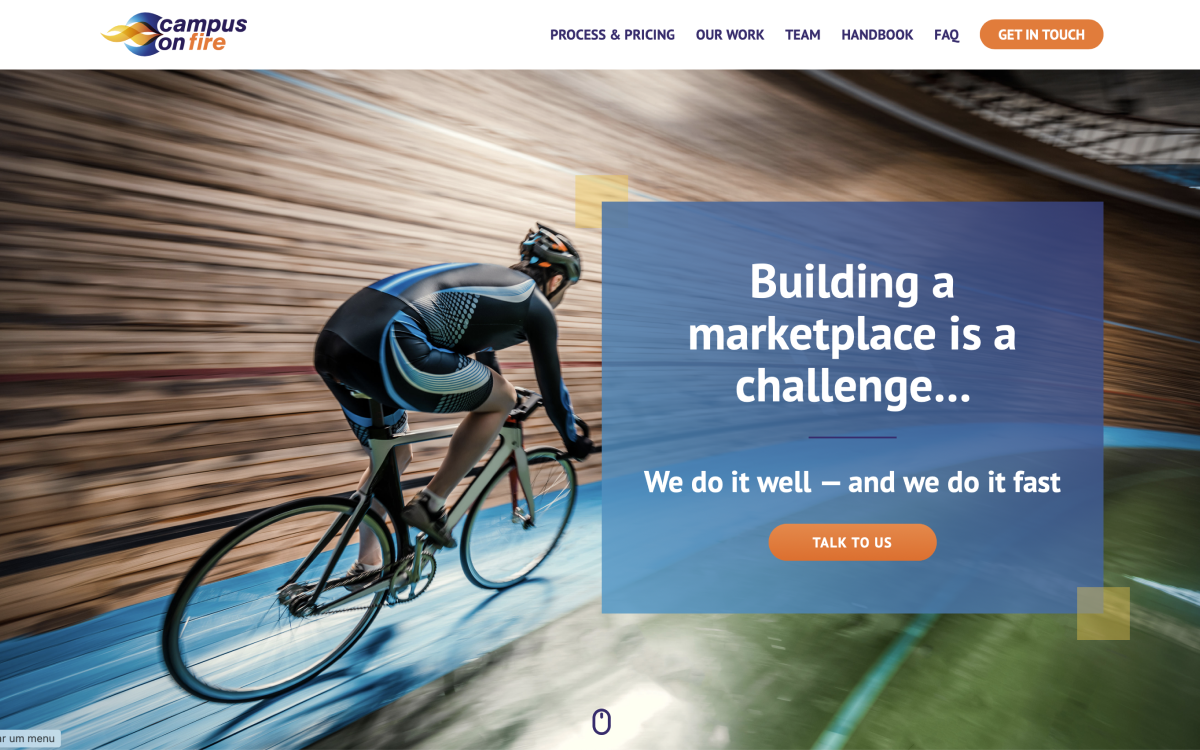 campus
on fire
PROCESS & PRICING OUR WORK TEAM HANDBOOK FAQ GET IN TOUCH
Building a
marketplace is a
challenge...
We do it well — and we do it fast
TALK TO US
um menu